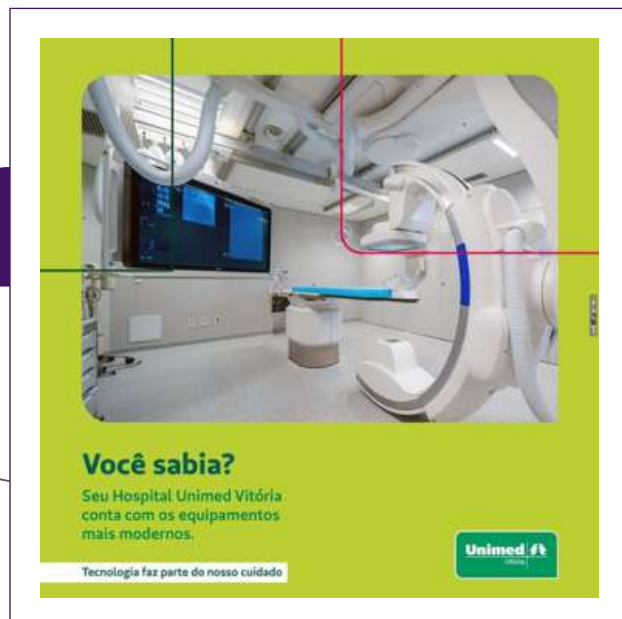 Você sabia?
Seu Hospital Unimed Vitória
conta com os equipamentos
mais modernos.
Tecnologia faz parte do nosso cuidado
Unimed
Vitória